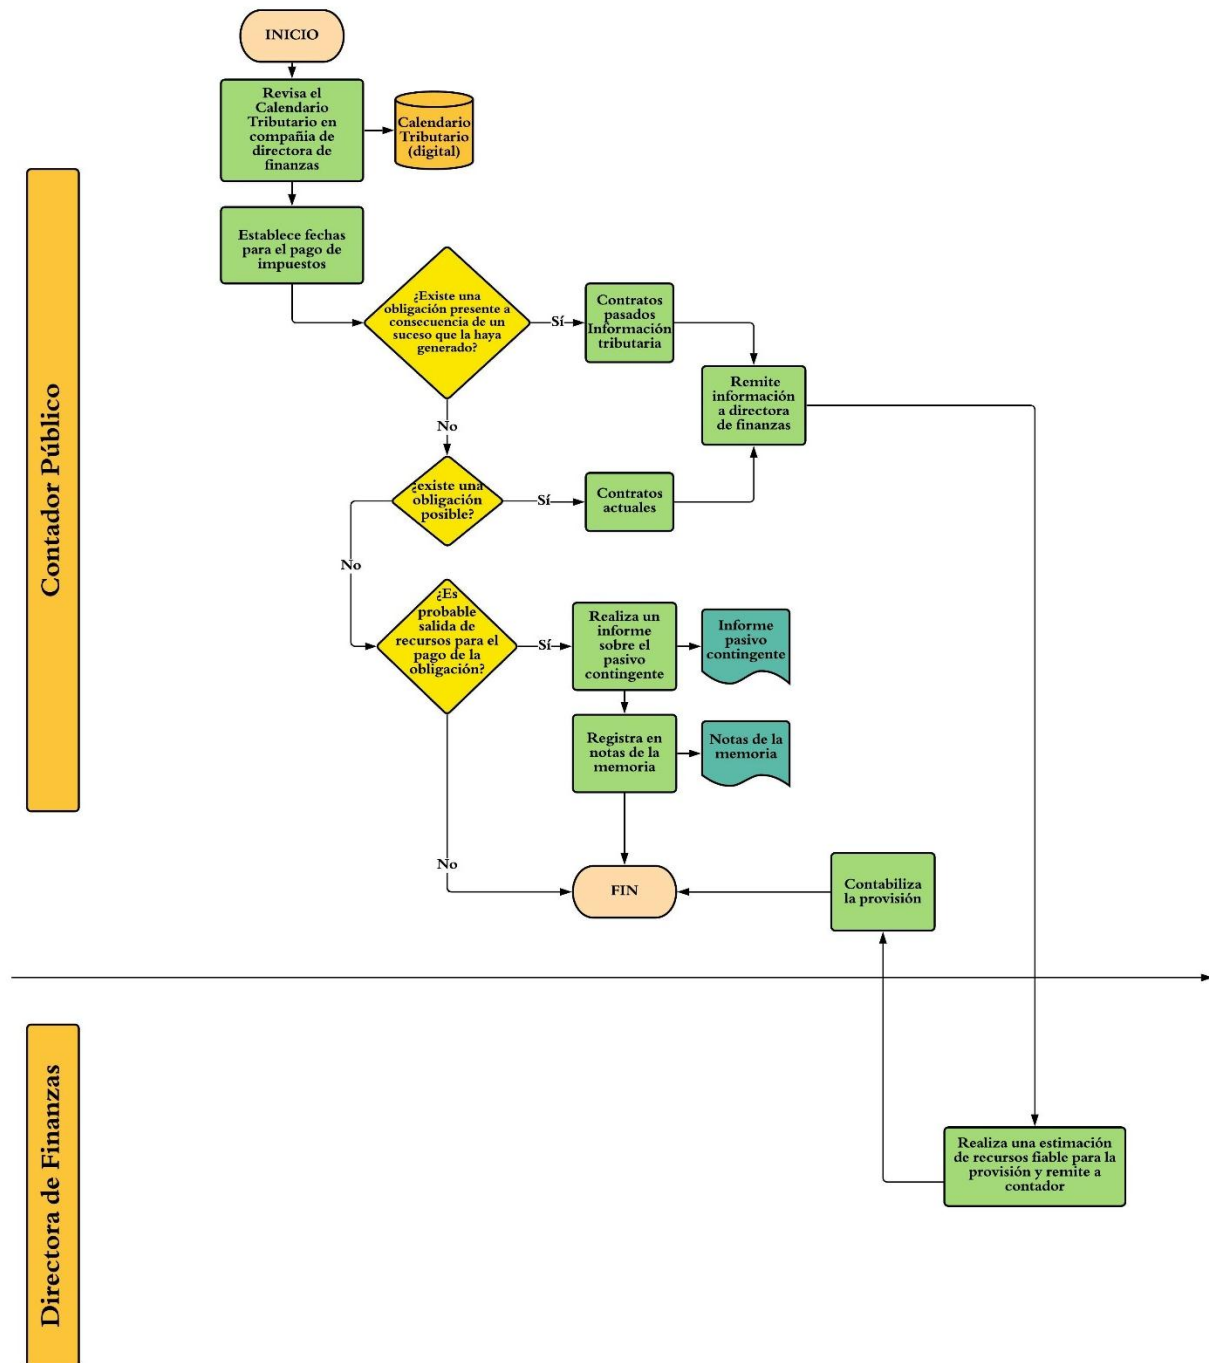 INICIO
Revisa el
Calendario
Tributario en
compañia de
directora de
finanzas
Calendario
Tributario
(digital)
Establece fechas
para el pago de
impuestos
¿Existe una
obligación presente a
consecuencia de un
suceso que la haya
generado?
Sí
Contratos
pasados
Información
tributaria
Remite
información
a directora
de finanzas
No
¿existe una
obligación
posible?
Sí
Contratos
actuales
No
¿Es
probable
salida de
recursos para el
pago de la
obligación?
Sí
Realiza un
informe
sobre el
pasivo
contingente
Informe
pasivo
contingente
Registra en
notas de la
memoria
Notas de la
memoria
No
FIN
Contabiliza
la provisión
Contador Público
Realiza una estimación
de recursos fiable para la
provisión y remite a
contador
Directora de Finanzas